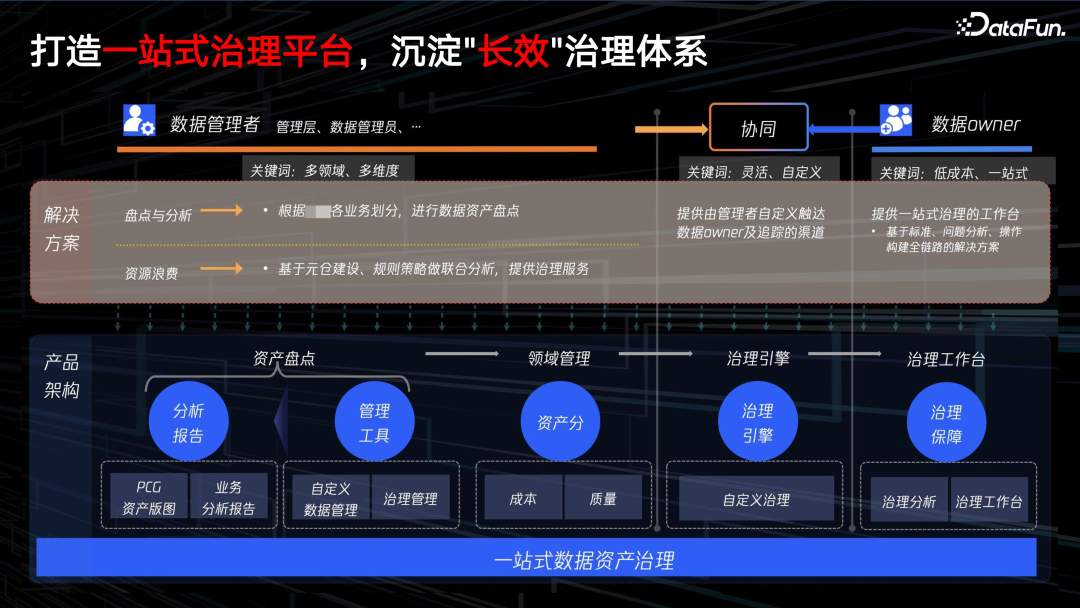 DataFun.
打造一站式治理平台，沉淀"长效"治理体系
数据管理者 管理层、数据管理员、…
协同
数据owner
关键词：多领域、多维度
关键词：灵活、自定义
关键词：低成本、一站式
解决
方案
盘点与分析
• 根据 各业务划分，进行数据资产盘点
资源浪费
• 基于元仓建设、规则策略做联合分析，提供治理服务
提供由管理者自定义触达
数据owner及追踪的渠道
提供一站式治理的工作台
• 基于标准、问题分析、操作
构建全链路的解决方案
产品
架构
资产盘点
领域管理
治理引擎
治理工作台
分析
报告
管理
工具
资产分
治理
引擎
治理
保障
PCG
资产版图
业务
分析报告
自定义
数据管理
治理管理
成本
质量
自定义治理
治理分析
治理工作台
一站式数据资产治理